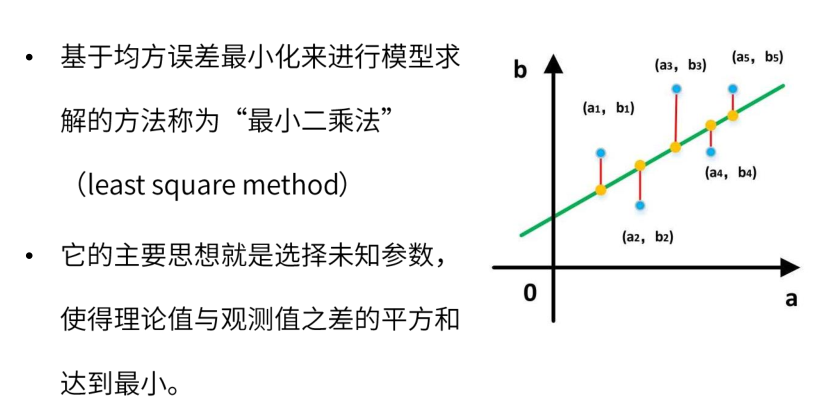 • 基于均方误差最小化来进行模型求
解的方法称为“最小二乘法”
（least square method）
• 它的主要思想就是选择未知参数，
使得理论值与观测值之差的平方和
达到最小。
b
(a1，b1)
(a3，b3)
(a5，b5)
(a4，b4)
(a2，b2)
0
a